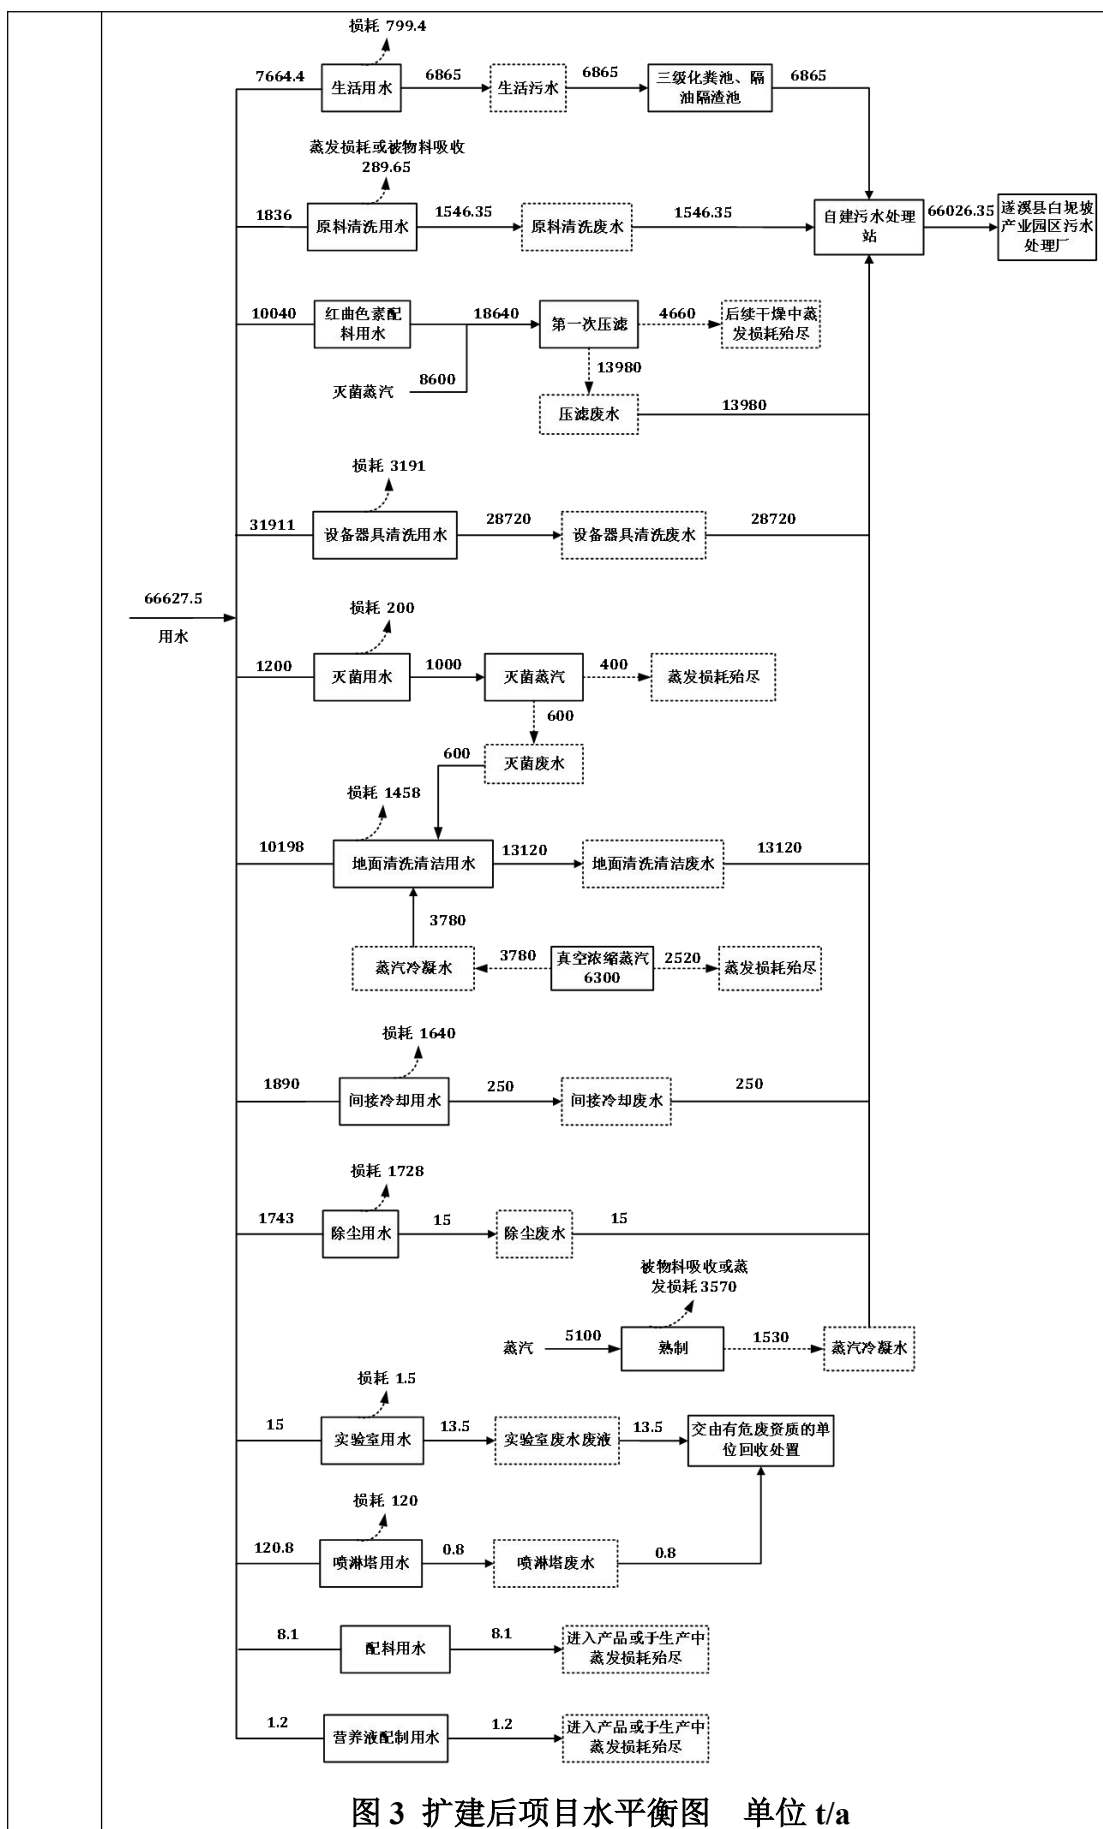 损耗 799.4
7664.4
生活用水
6865
生活污水
6865
三级化粪池、隔
油隔渣池
6865
蒸发损耗或被物料吸收
289.65
1836
原料清洗用水
1546.35
原料清洗废水
1546.35
自建污水处理
站
66026.35
遂溪县白坭坡
产业园区污水
处理厂
10040
红曲色素配
料用水
18640
第一次压滤
4660
后续干燥中蒸
发损耗殆尽
灭菌蒸汽
8600
13980
压滤废水
13980
损耗 3191
31911
设备器具清洗用水
28720
设备器具清洗废水
28720
66627.5
用水
损耗 200
1200
灭菌用水
1000
灭菌蒸汽
400
蒸发损耗殆尽
600
灭菌废水
600
损耗 1458
10198
地面清洗清洁用水
13120
地面清洗清洁废水
13120
3780
蒸汽冷凝水
3780
真空浓缩蒸汽
6300
2520
蒸发损耗殆尽
损耗 1640
1890
间接冷却用水
250
间接冷却废水
250
损耗 1728
1743
除尘用水
15
除尘废水
15
被物料吸收或蒸
发损耗 3570
蒸汽
5100
熟制
1530
蒸汽冷凝水
损耗 1.5
15
实验室用水
13.5
实验室废水废液
13.5
交由有危废资质的单
位回收处置
损耗 120
120.8
喷淋塔用水
0.8
喷淋塔废水
0.8
8.1
配料用水
8.1
进入产品或于生产中
蒸发损耗殆尽
1.2
营养液配制用水
1.2
进入产品或于生产中
蒸发损耗殆尽
图 3 扩建后项目水平衡图 单位 t/a